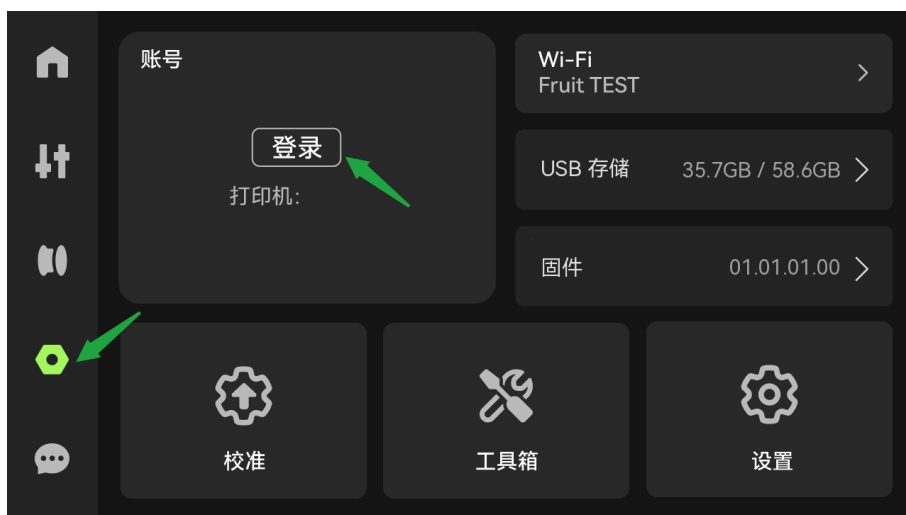 账号
登录
打印机:
Wi-Fi
Fruit TEST
USB 存储 35.7GB / 58.6GB
固件 01.01.01.00
校准
工具箱
设置